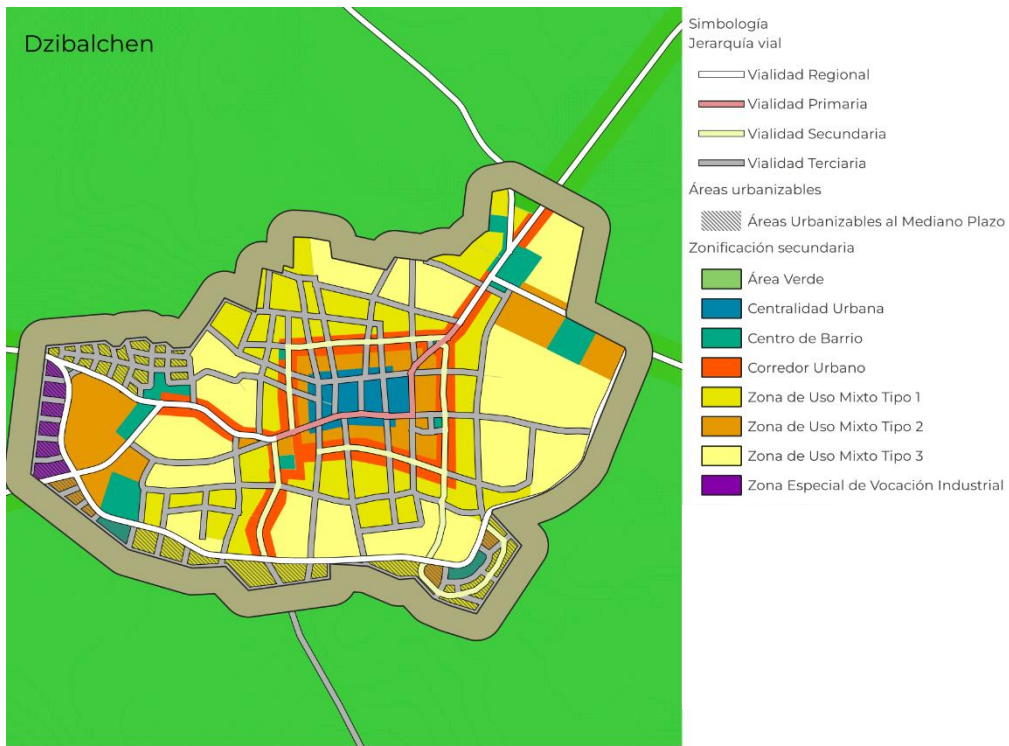 Dzibalchen
Simbología
Jerarquía vial
Vialidad Regional
Vialidad Primaria
Vialidad Secundaria
Vialidad Terciaria
Áreas urbanizables
Áreas Urbanizables al Mediano Plazo
Zonificación secundaria
Área Verde
Centralidad Urbana
Centro de Barrio
Corredor Urbano
Zona de Uso Mixto Tipo 1
Zona de Uso Mixto Tipo 2
Zona de Uso Mixto Tipo 3
Zona Especial de Vocación Industrial